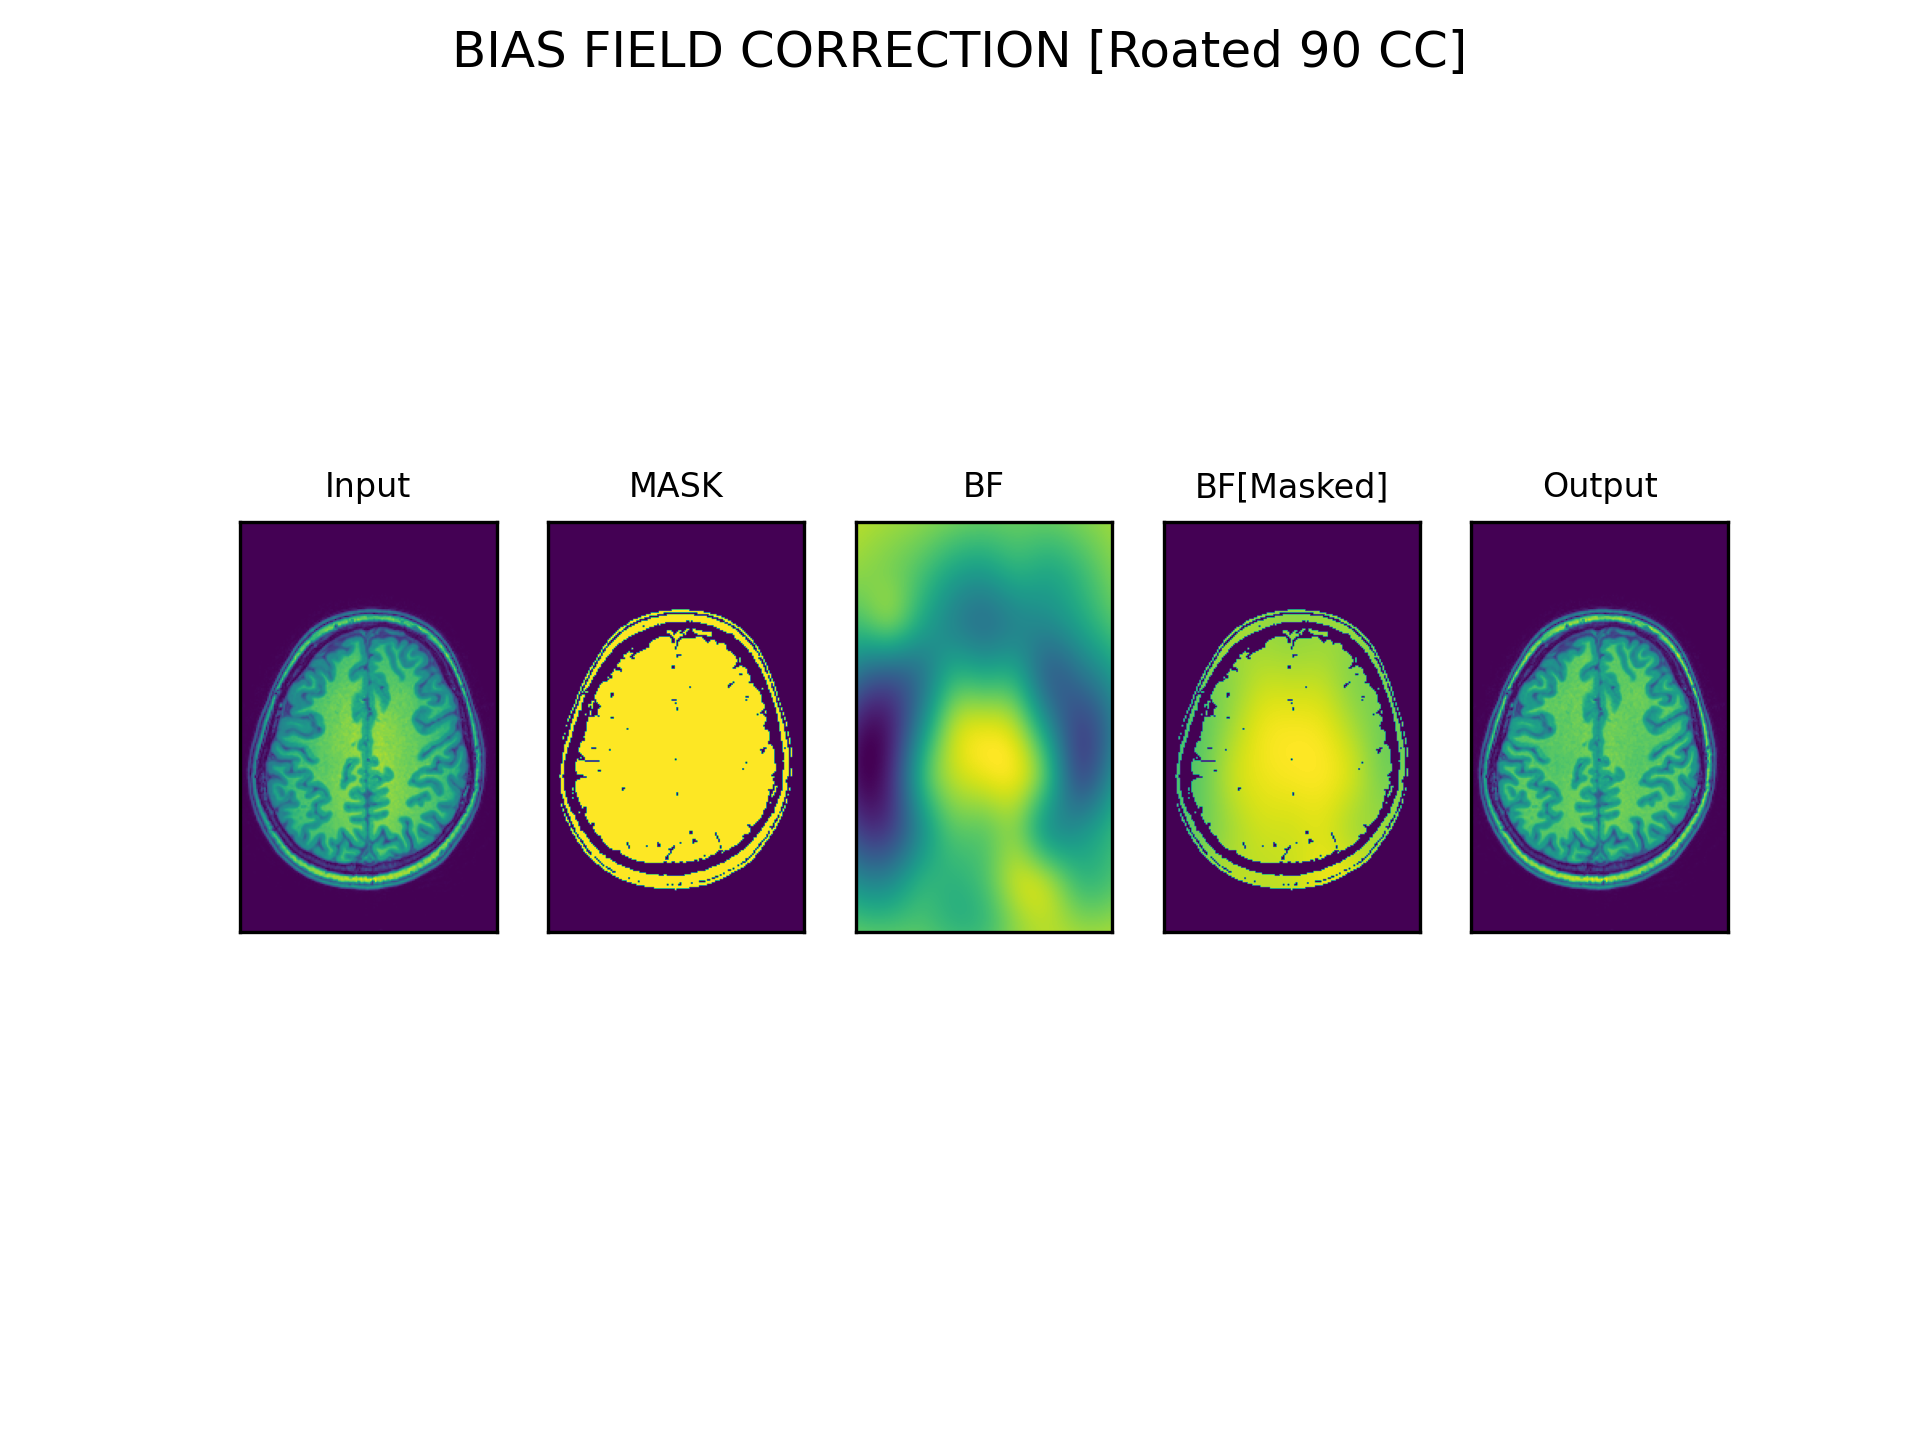 BIAS FIELD CORRECTION [Roated 90 CC]
Input
MASK
BF
BF[Masked]
Output